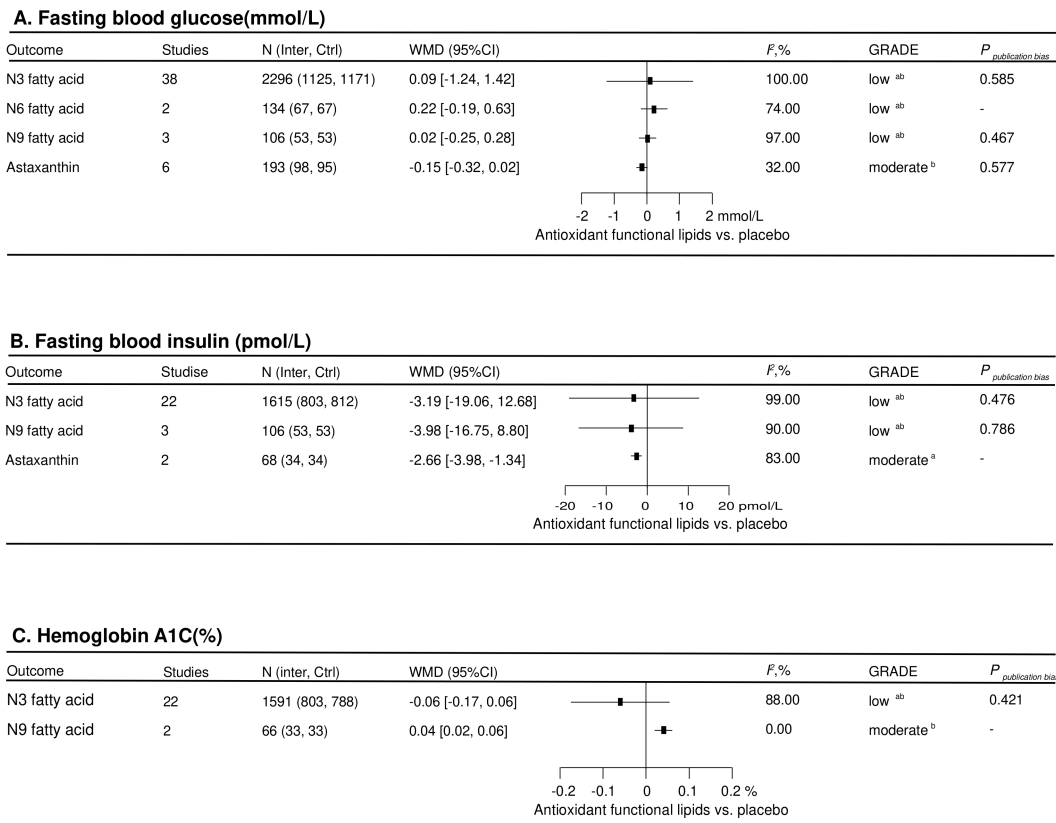 A. Fasting blood glucose(mmol/L)
Outcome Studies N (Inter, Ctrl) WMD (95%CI) I²,% GRADE P publication bias
N3 fatty acid 38 2296 (1125, 1171) 0.09 [-1.24, 1.42] 100.00 low ab 0.585
N6 fatty acid 2 134 (67, 67) 0.22 [-0.19, 0.63] 74.00 low ab -
N9 fatty acid 3 106 (53, 53) 0.02 [-0.25, 0.28] 97.00 low ab 0.467
Astaxanthin 6 193 (98, 95) -0.15 [-0.32, 0.02] 32.00 moderate b 0.577
-2 -1 0 1 2 mmol/L
Antioxidant functional lipids vs. placebo
B. Fasting blood insulin (pmol/L)
Outcome Studise N (Inter, Ctrl) WMD (95%CI) I²,% GRADE P publication bias
N3 fatty acid 22 1615 (803, 812) -3.19 [-19.06, 12.68] 99.00 low ab 0.476
N9 fatty acid 3 106 (53, 53) -3.98 [-16.75, 8.80] 90.00 low ab 0.786
Astaxanthin 2 68 (34, 34) -2.66 [-3.98, -1.34] 83.00 moderate a -
-20 -10 0 10 20 pmol/L
Antioxidant functional lipids vs. placebo
C. Hemoglobin A1C(%)
Outcome Studies N (inter, Ctrl) WMD (95%CI) I²,% GRADE P publication bias
N3 fatty acid 22 1591 (803, 788) -0.06 [-0.17, 0.06] 88.00 low ab 0.421
N9 fatty acid 2 66 (33, 33) 0.04 [0.02, 0.06] 0.00 moderate b -
-0.2 -0.1 0 0.1 0.2 %
Antioxidant functional lipids vs. placebo